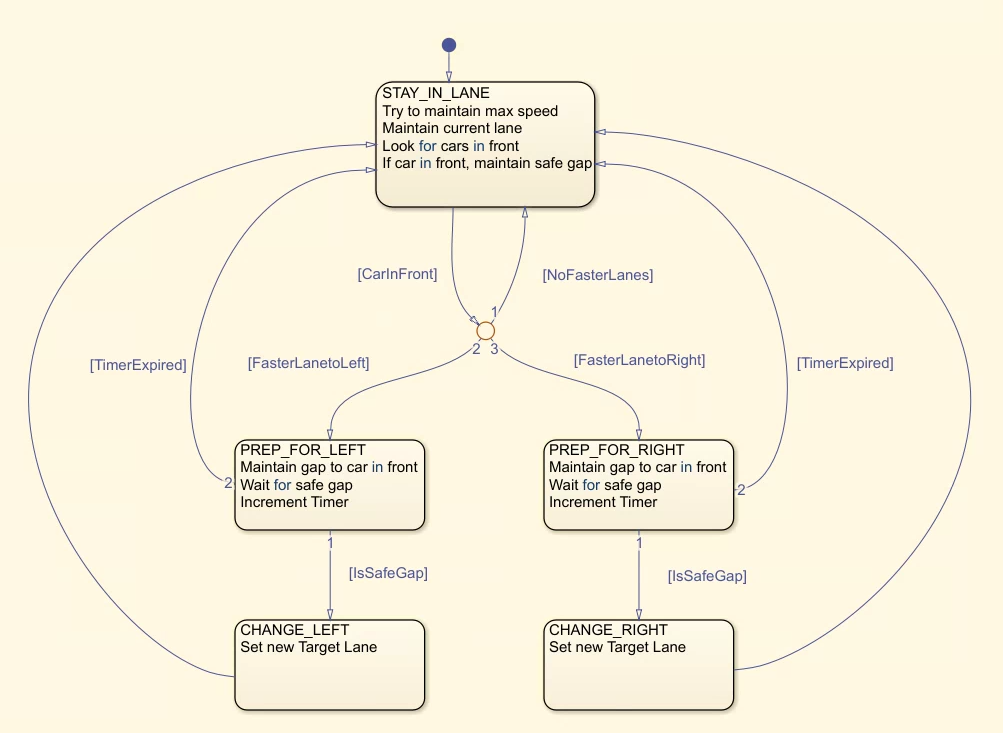 STAY_IN_LANE
Try to maintain max speed
Maintain current lane
Look for cars in front
If car in front, maintain safe gap
[CarInFront]
[NoFasterLanes]
1
2
3
[TimerExpired]
[FasterLanetoLeft]
[FasterLanetoRight]
[TimerExpired]
PREP_FOR_LEFT
Maintain gap to car in front
Wait for safe gap
Increment Timer
2
1
PREP_FOR_RIGHT
Maintain gap to car in front
Wait for safe gap
Increment Timer
2
1
[IsSafeGap]
[IsSafeGap]
CHANGE_LEFT
Set new Target Lane
CHANGE_RIGHT
Set new Target Lane